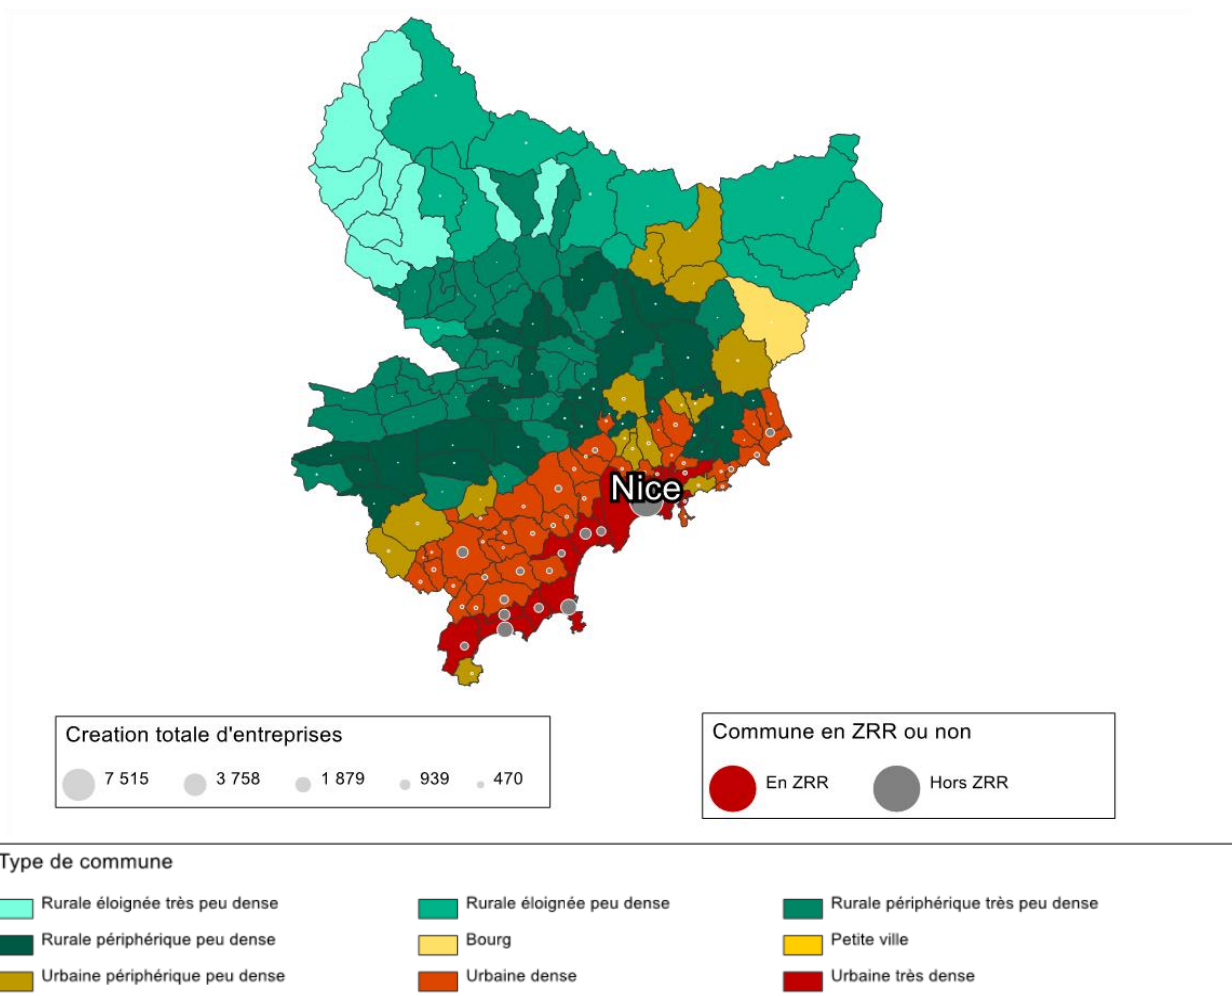 Nice
Creation totale d'entreprises
7 515 3 758 1 879 939 470
Commune en ZRR ou non
En ZRR Hors ZRR
Type de commune
Rurale éloignée très peu dense Rurale éloignée peu dense Rurale périphérique très peu dense
Rurale périphérique peu dense Bourg Petite ville
Urbaine périphérique peu dense Urbaine dense Urbaine très dense